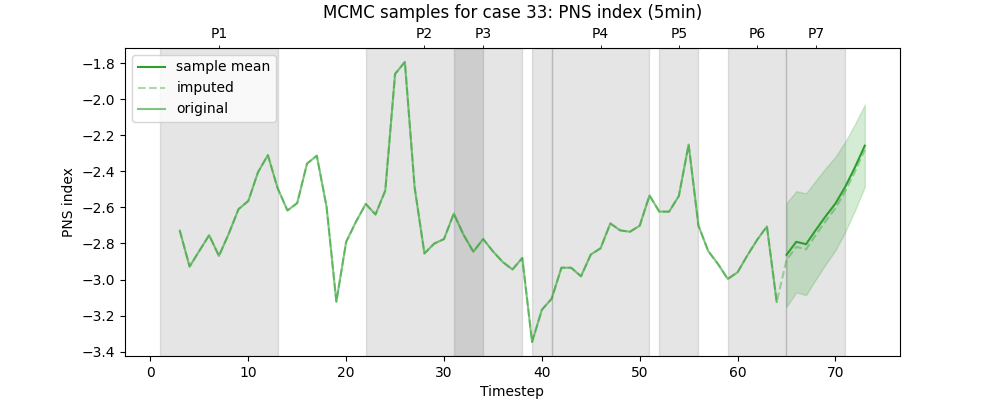 MCMC samples for case 33: PNS index (5min)
P1 P2 P3 P4 P5 P6 P7
sample mean
imputed
original
−1.8
−2.0
−2.2
−2.4
−2.6
−2.8
−3.0
−3.2
−3.4
PNS index
0 10 20 30 40 50 60 70
Timestep